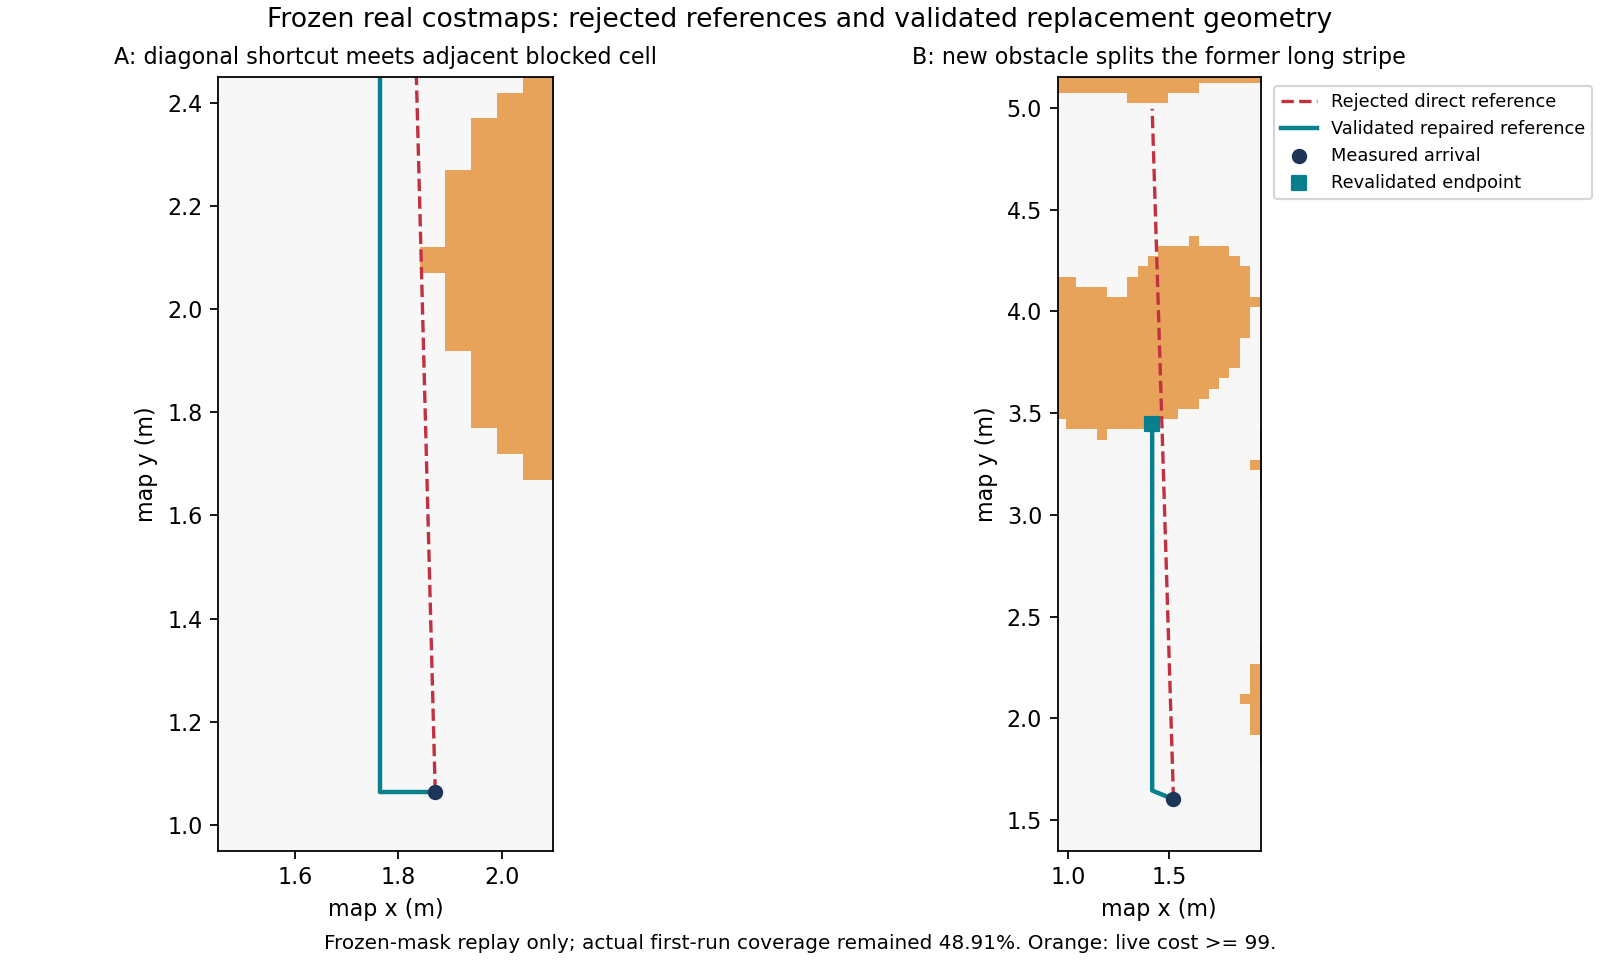 Frozen real costmaps: rejected references and validated replacement geometry
A: diagonal shortcut meets adjacent blocked cell
2.4
2.2
2.0
1.8
1.6
1.4
1.2
1.0
map y (m)
1.6 1.8 2.0
map x (m)
B: new obstacle splits the former long stripe
5.0
4.5
4.0
3.5
3.0
2.5
2.0
1.5
map y (m)
1.0 1.5
map x (m)
Rejected direct reference
Validated repaired reference
Measured arrival
Revalidated endpoint
Frozen-mask replay only; actual first-run coverage remained 48.91%. Orange: live cost >= 99.